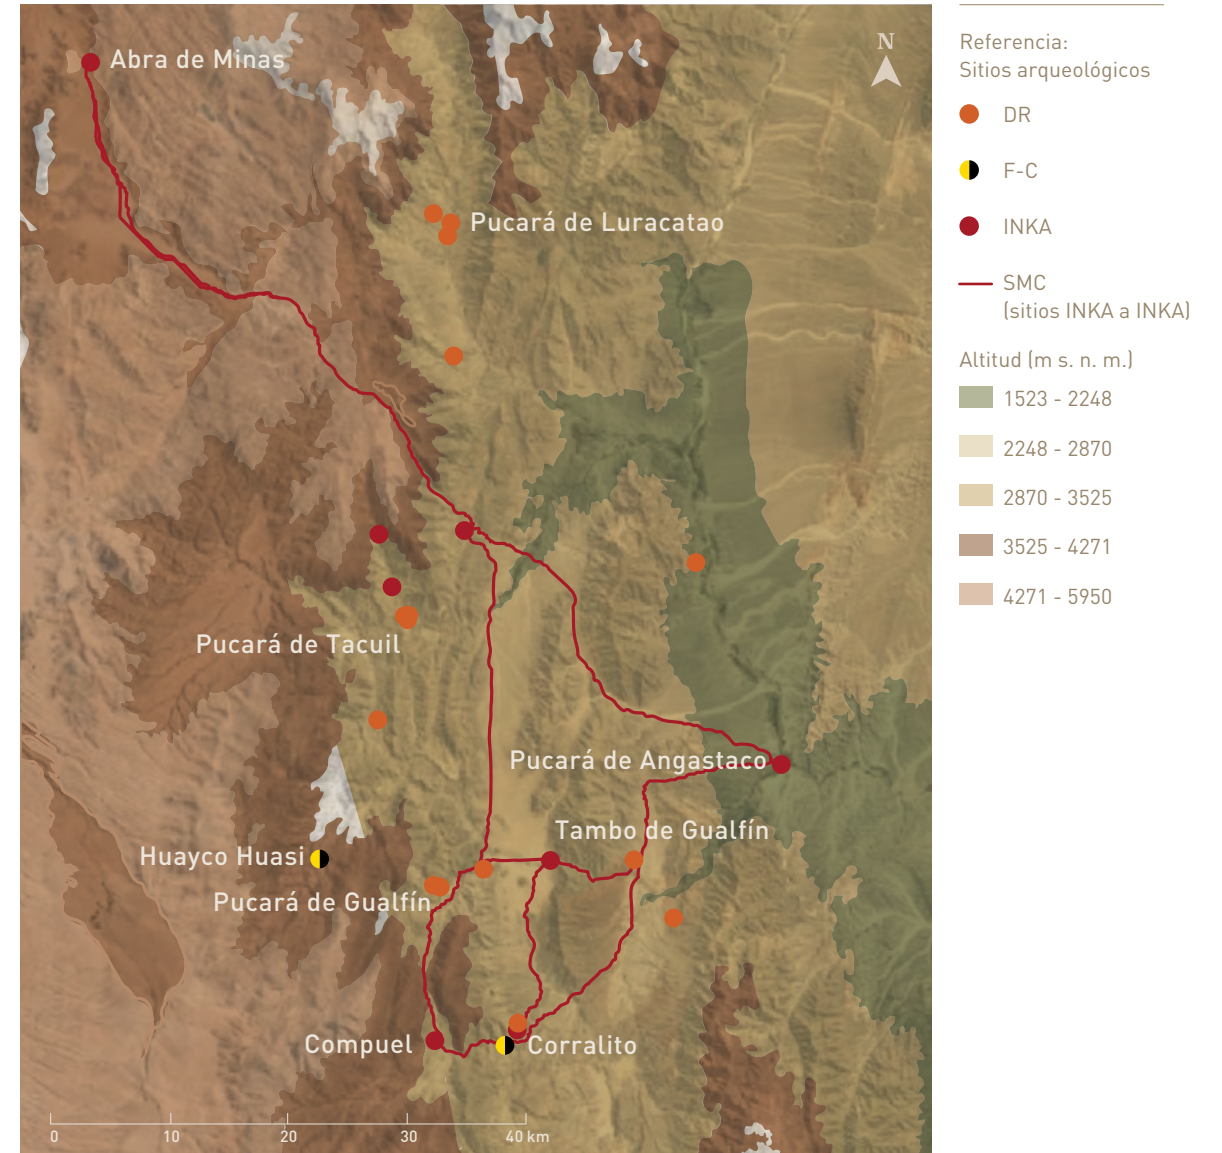 Abra de Minas
N
Pucará de Luracatao
Pucará de Tacuil
Pucará de Angastaco
Tambo de Gualfín
Huayco Huasi
Pucará de Gualfín
Compuel
Corralito
0 10 20 30 40 km
Referencia:
Sitios arqueológicos
DR
F-C
INKA
SMC
(sitios INKA a INKA)
Altitud (m s. n. m.)
1523 - 2248
2248 - 2870
2870 - 3525
3525 - 4271
4271 - 5950